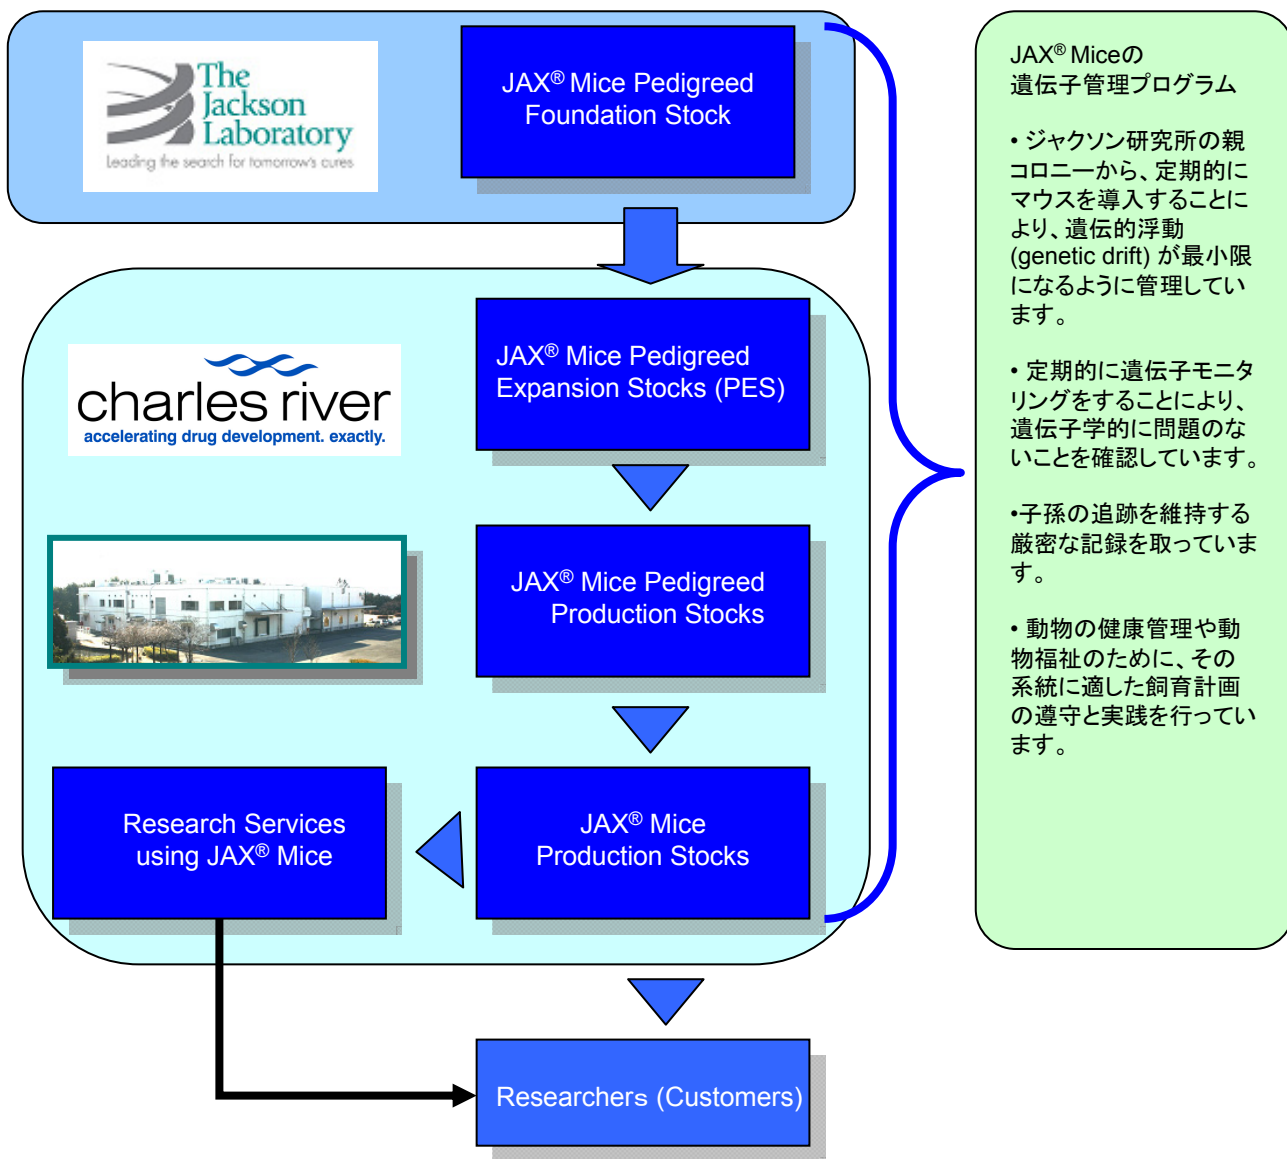 The
Jackson
Laboratory
Leading the search for tomorrow's cures
JAX® Mice Pedigreed
Foundation Stock
charles river
accelerating drug development. exactly.
JAX® Mice Pedigreed
Expansion Stocks (PES)
JAX® Mice Pedigreed
Production Stocks
Research Services
using JAX® Mice
JAX® Mice
Production Stocks
Researchers (Customers)
JAX® Miceの
遺伝子管理プログラム
• ジャクソン研究所の親
コロニーから、定期的に
マウスを導入することに
より、遺伝的浮動
(genetic drift) が最小限
になるように管理してい
ます。
• 定期的に遺伝子モニタ
リングをすることにより、
遺伝子学的に問題のな
いことを確認しています。
•子孫の追跡を維持する
厳密な記録を取っていま
す。
• 動物の健康管理や動
物福祉のために、その
系統に適した飼育計画
の遵守と実践を行ってい
ます。